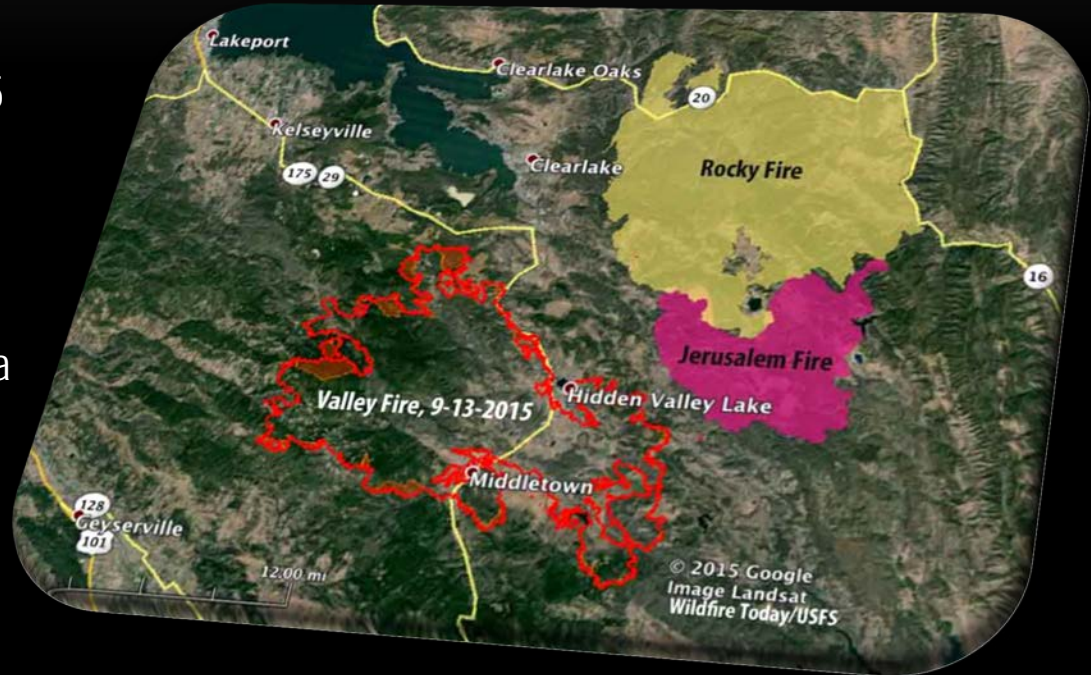 Lakeport
5
Clearlake Oaks
20
Kelseyville
Clearlake
175 29
Rocky Fire
16
a
Jerusalem Fire
Hidden Valley Lake
Valley Fire, 9-13-2015
Middletown
128
Geyserville
101
12.00 mi
© 2015 Google
Image Landsat
Wildfire Today/USFS